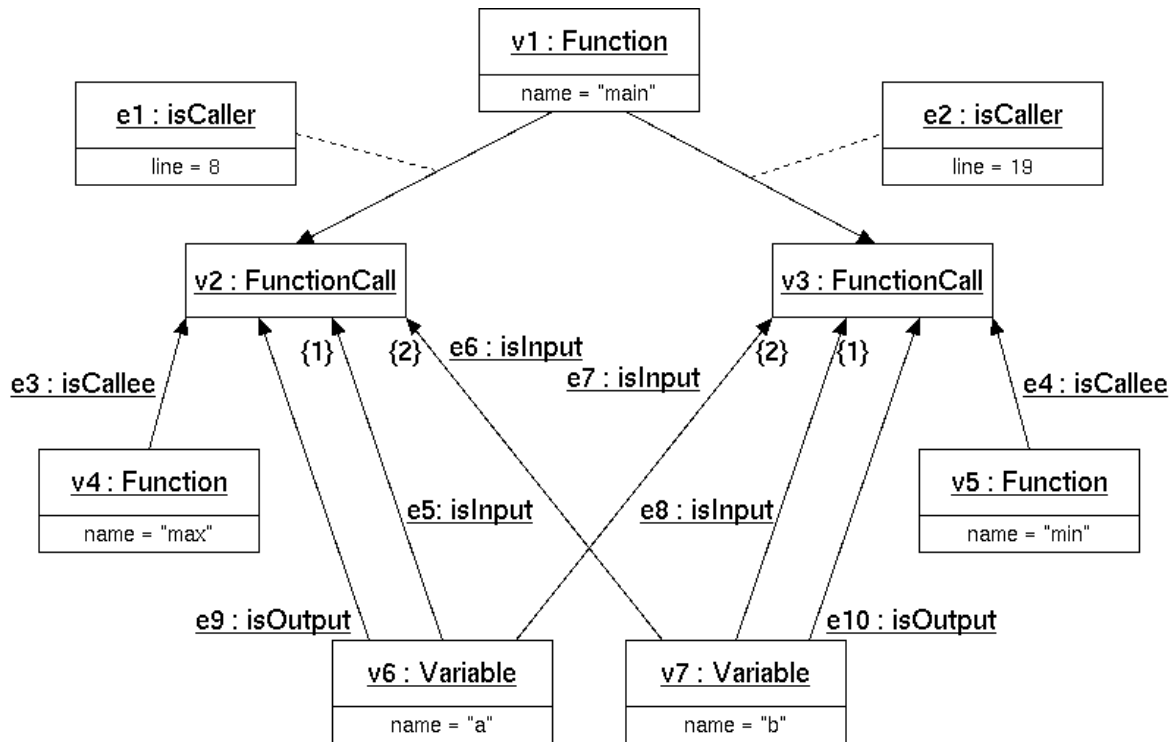 v1 : Function
name = "main"
e1 : isCaller
line = 8
e2 : isCaller
line = 19
v2 : FunctionCall
v3 : FunctionCall
{1}
{2}
e6 : isInput
e7 : isInput
{2}
{1}
e3 : isCallee
e4 : isCallee
v4 : Function
name = "max"
e5: isInput
e8 : isInput
v5 : Function
name = "min"
e9 : isOutput
e10 : isOutput
v6 : Variable
name = "a"
v7 : Variable
name = "b"